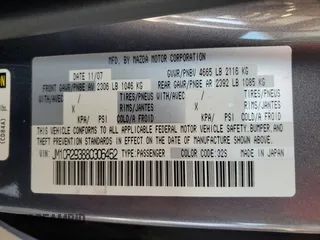 MFD. BY MAZDA MOTOR CORPORATION
DATE 11/07
GVWR/PNBV 4665 LB 2118 KG
FRONT GAWR/PNBE AV 2306 LB 1046 KG
REAR GAWR/PNBE AR 2392 LB 1085 KG
WITH/AVEC TIRES/PNEUS WITH/AVEC TIRES/PNEUS
RIMS/JANTES RIMS/JANTES
KPA/ PSI/ COLD/A FROID KPA/ PSI/ COLD/A FROID
THIS VEHICLE CONFORMS TO ALL APPLICABLE FEDERAL MOTOR VEHICLE
SAFETY, BUMPER, AND THEFT PREVENTION STANDARDS IN
EFFECT ON THE DATE OF MANUFACTURE SHOWN ABOVE.
VIN: TYPE:PASSENGER COLOR CODE:32S MADE IN JAPAN
(CD84A)